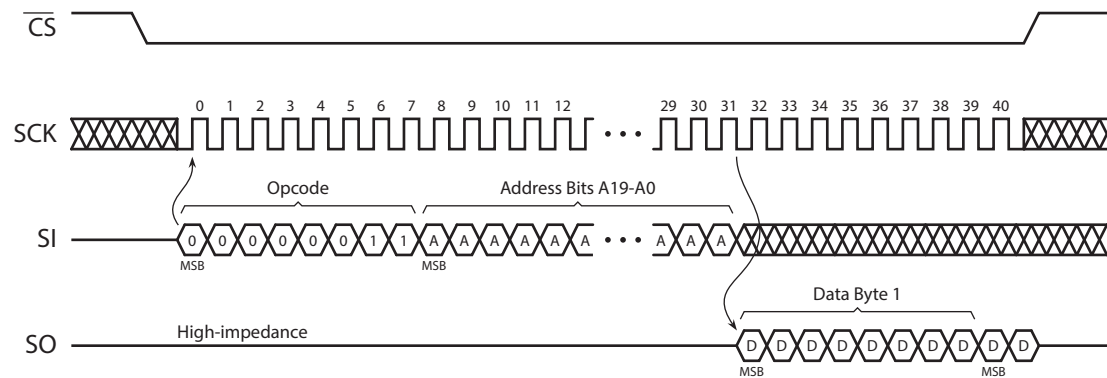 CS
0 1 2 3 4 5 6 7 8 9 10 11 12 29 30 31 32 33 34 35 36 37 38 39 40
SCK
Opcode Address Bits A19-A0
SI 0 0 0 0 0 0 1 1 A A A A A A A A A
MSB MSB
Data Byte 1
High-impedance
SO D D D D D D D D D D
MSB MSB